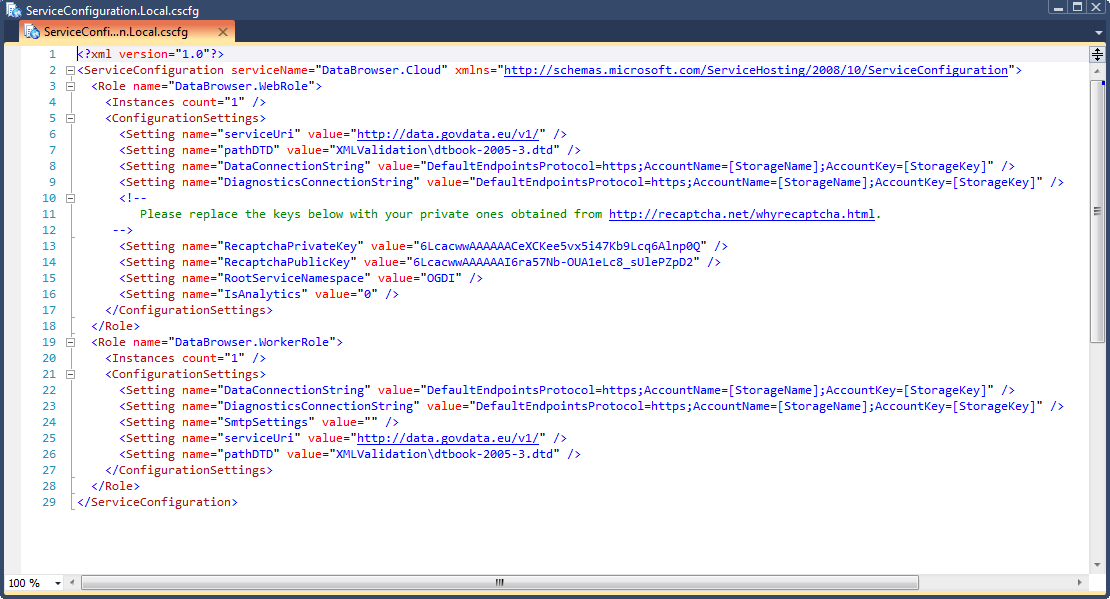 ServiceConfiguration.Local.cscfg
ServiceConfi...n.Local.cscfg
1 <?xml version="1.0"?>
2 <ServiceConfiguration serviceName="DataBrowser.Cloud" xmlns="http://schemas.microsoft.com/ServiceHosting/2008/10/ServiceConfiguration">
3 <Role name="DataBrowser.WebRole">
4 <Instances count="1" />
5 <ConfigurationSettings>
6 <Setting name="serviceUri" value="http://data.govdata.eu/v1/" />
7 <Setting name="pathDTD" value="XMLValidation\dtbook-2005-3.dtd" />
8 <Setting name="DataConnectionString" value="DefaultEndpointsProtocol=https;AccountName=[StorageName];AccountKey=[StorageKey]" />
9 <Setting name="DiagnosticsConnectionString" value="DefaultEndpointsProtocol=https;AccountName=[StorageName];AccountKey=[StorageKey]" />
10 <!--
11 Please replace the keys below with your private ones obtained from http://recaptcha.net/whyrecaptcha.html.
12 -->
13 <Setting name="RecaptchaPrivateKey" value="6LcacwwAAAAAACeXCKee5vx5i47Kb9Lcq6Alnp0Q" />
14 <Setting name="RecaptchaPublicKey" value="6LcacwwAAAAAAI6ra57Nb-OUA1eLc8_sUlePZpD2" />
15 <Setting name="RootServiceNamespace" value="OGDI" />
16 <Setting name="IsAnalytics" value="0" />
17 </ConfigurationSettings>
18 </Role>
19 <Role name="DataBrowser.WorkerRole">
20 <Instances count="1" />
21 <ConfigurationSettings>
22 <Setting name="DataConnectionString" value="DefaultEndpointsProtocol=https;AccountName=[StorageName];AccountKey=[StorageKey]" />
23 <Setting name="DiagnosticsConnectionString" value="DefaultEndpointsProtocol=https;AccountName=[StorageName];AccountKey=[StorageKey]" />
24 <Setting name="SmtpSettings" value="" />
25 <Setting name="serviceUri" value="http://data.govdata.eu/v1/" />
26 <Setting name="pathDTD" value="XMLValidation\dtbook-2005-3.dtd" />
27 </ConfigurationSettings>
28 </Role>
29 </ServiceConfiguration>
100 %